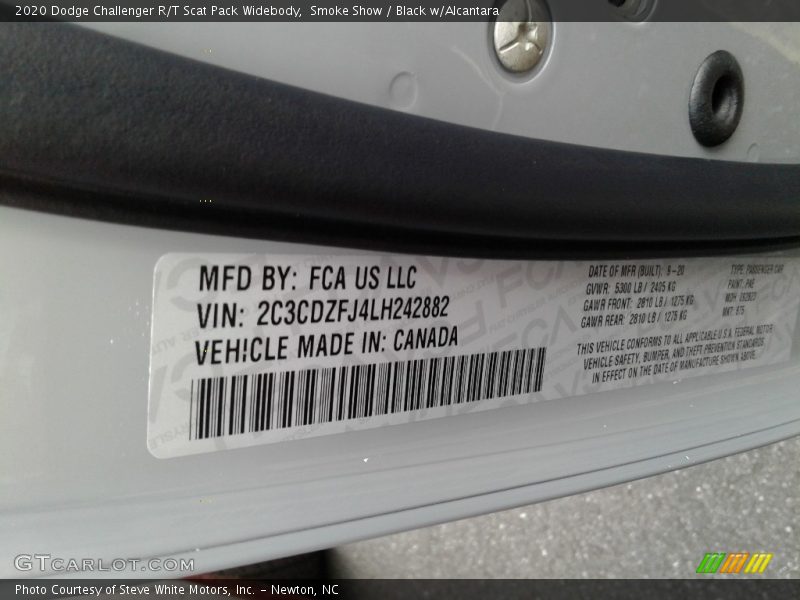 2020 Dodge Challenger R/T Scat Pack Widebody, Smoke Show / Black w/Alcantara
MFD BY: FCA US LLC
VIN: 2C3CDZFJ4LH242882
VEHICLE MADE IN: CANADA
DATE OF MFR (BUILT): 9-20
GVWR: 5300 LB / 2405 KG
GAWR FRONT: 2810 LB / 1275 KG
GAWR REAR: 2810 LB / 1275 KG
TYPE: PASSENGER CAR
PAINT: PAE
MDH:
MKT:
THIS VEHICLE CONFORMS TO ALL APPLICABLE U.S.A. FEDERAL MOTOR
VEHICLE SAFETY, BUMPER, AND THEFT PREVENTION STANDARDS
IN EFFECT ON THE DATE OF MANUFACTURE SHOWN ABOVE.
GTCARLOT.COM
Photo Courtesy of Steve White Motors, Inc. – Newton, NC